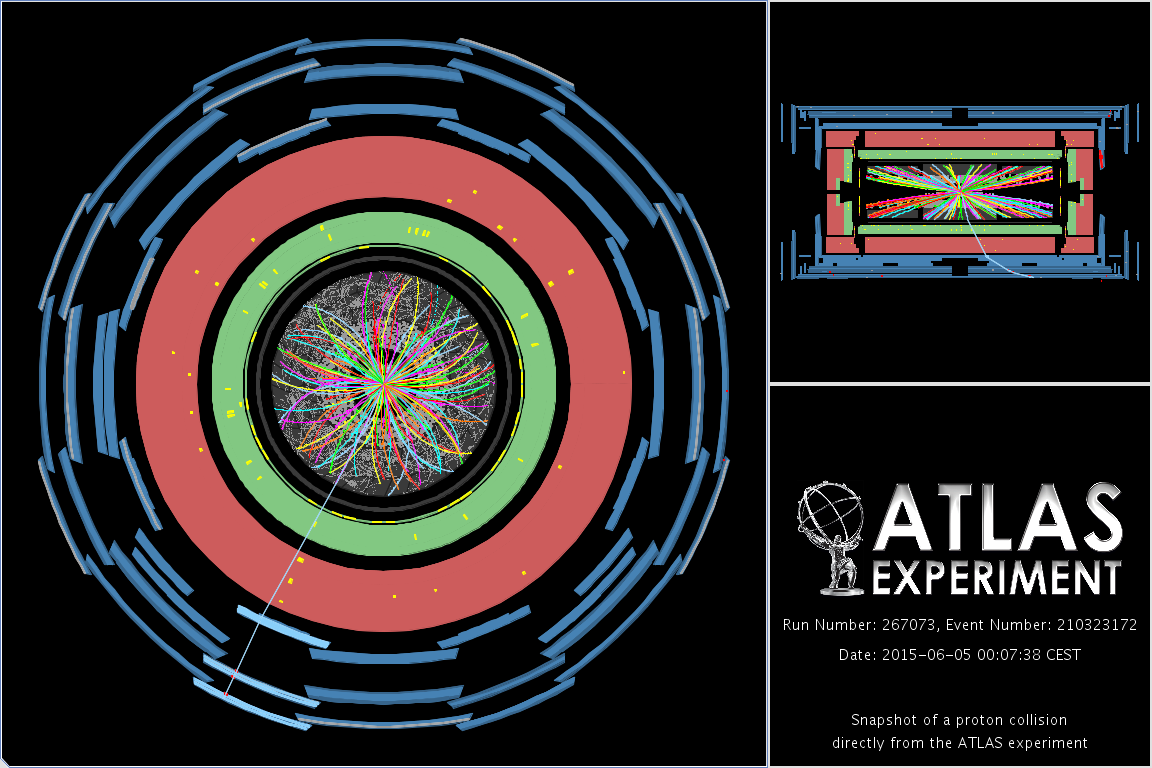 ATLAS
EXPERIMENT
Run Number: 267073, Event Number: 210323172
Date: 2015-06-05 00:07:38 CEST
Snapshot of a proton collision
directly from the ATLAS experiment